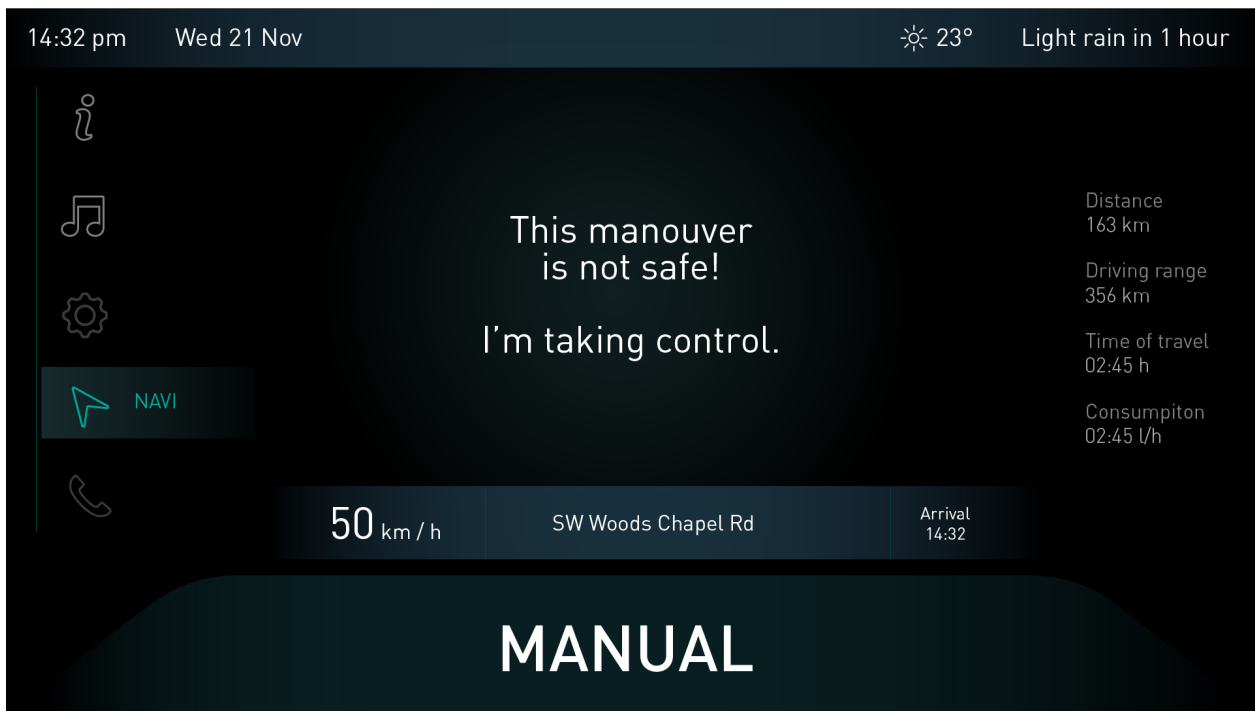 14:32 pm Wed 21 Nov 23° Light rain in 1 hour
This manouver
is not safe!
I'm taking control.
Distance
163 km
Driving range
356 km
Time of travel
02:45 h
Consumpiton
02:45 l/h
NAVI
50 km / h
SW Woods Chapel Rd
Arrival
14:32
MANUAL